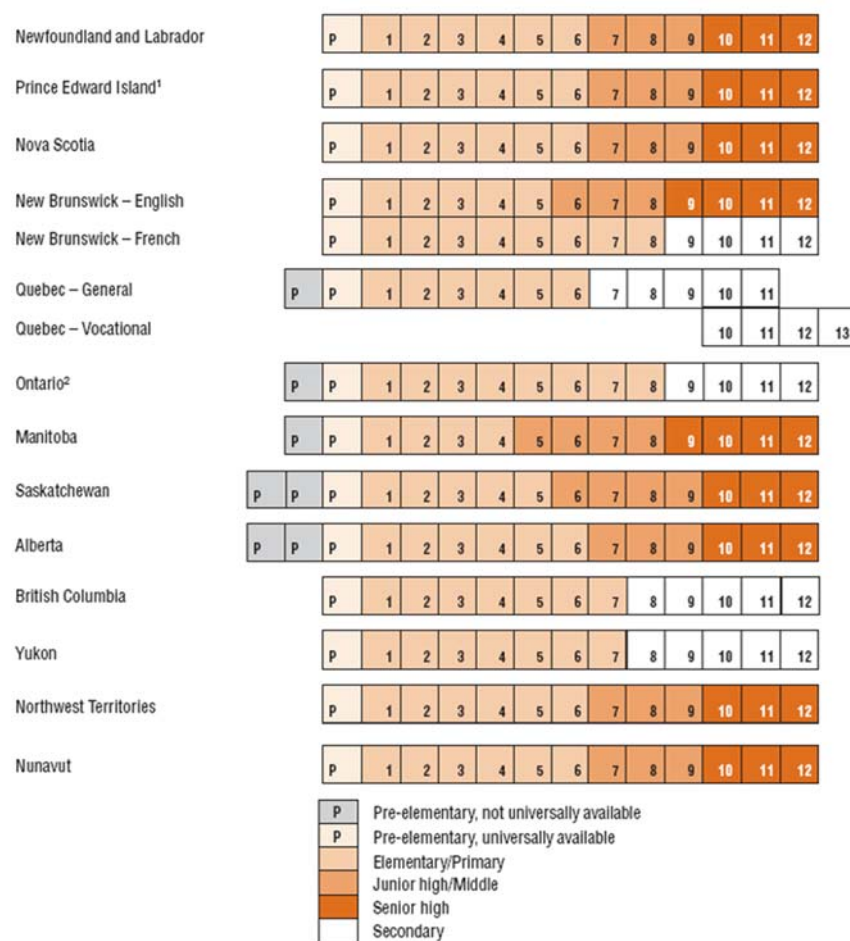 Newfoundland and Labrador P 1 2 3 4 5 6 7 8 9 10 11 12
Prince Edward Island¹ P 1 2 3 4 5 6 7 8 9 10 11 12
Nova Scotia P 1 2 3 4 5 6 7 8 9 10 11 12
New Brunswick – English P 1 2 3 4 5 6 7 8 9 10 11 12
New Brunswick – French P 1 2 3 4 5 6 7 8 9 10 11 12
Quebec – General P P 1 2 3 4 5 6 7 8 9 10 11
Quebec – Vocational 10 11 12 13
Ontario² P P 1 2 3 4 5 6 7 8 9 10 11 12
Manitoba P P 1 2 3 4 5 6 7 8 9 10 11 12
Saskatchewan P P P 1 2 3 4 5 6 7 8 9 10 11 12
Alberta P P P 1 2 3 4 5 6 7 8 9 10 11 12
British Columbia P 1 2 3 4 5 6 7 8 9 10 11 12
Yukon P 1 2 3 4 5 6 7 8 9 10 11 12
Northwest Territories P 1 2 3 4 5 6 7 8 9 10 11 12
Nunavut P 1 2 3 4 5 6 7 8 9 10 11 12
P Pre-elementary, not universally available
P Pre-elementary, universally available
Elementary/Primary
Junior high/Middle
Senior high
Secondary